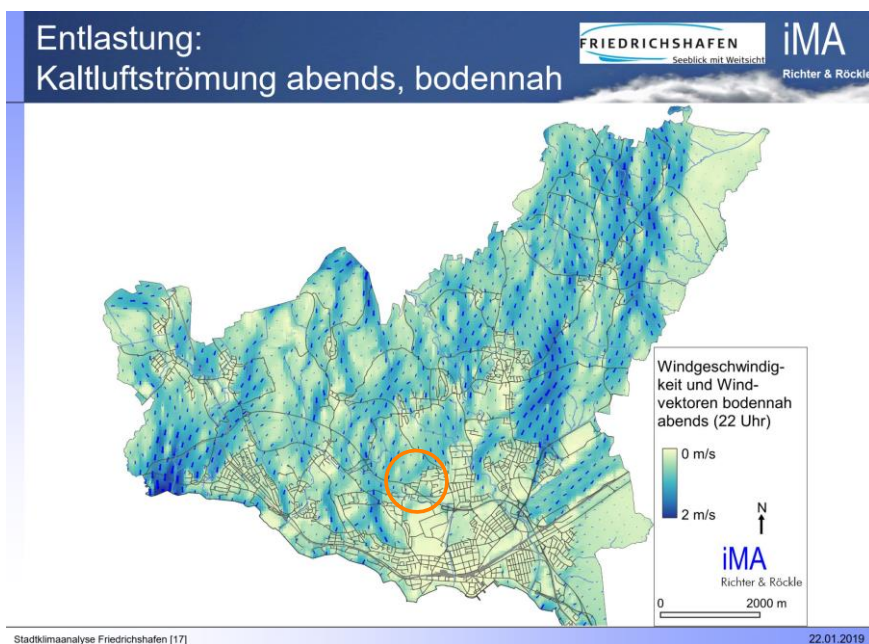 Entlastung:
Kaltluftströmung abends, bodennah
FRIEDRICHSHAFEN
Seeblick mit Weitsicht
iMA
Richter & Röckle
Windgeschwindig-
keit und Wind-
vektoren bodennah
abends (22 Uhr)
0 m/s
2 m/s
N
iMA
Richter & Röckle
0 2000 m
Stadtklimaanalyse Friedrichshafen [17]
22.01.2019